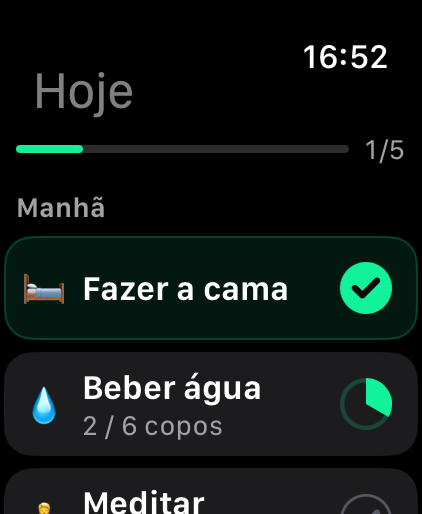 16:52
Hoje
1/5
Manhã
Fazer a cama
Beber água
2 / 6 copos
Meditar